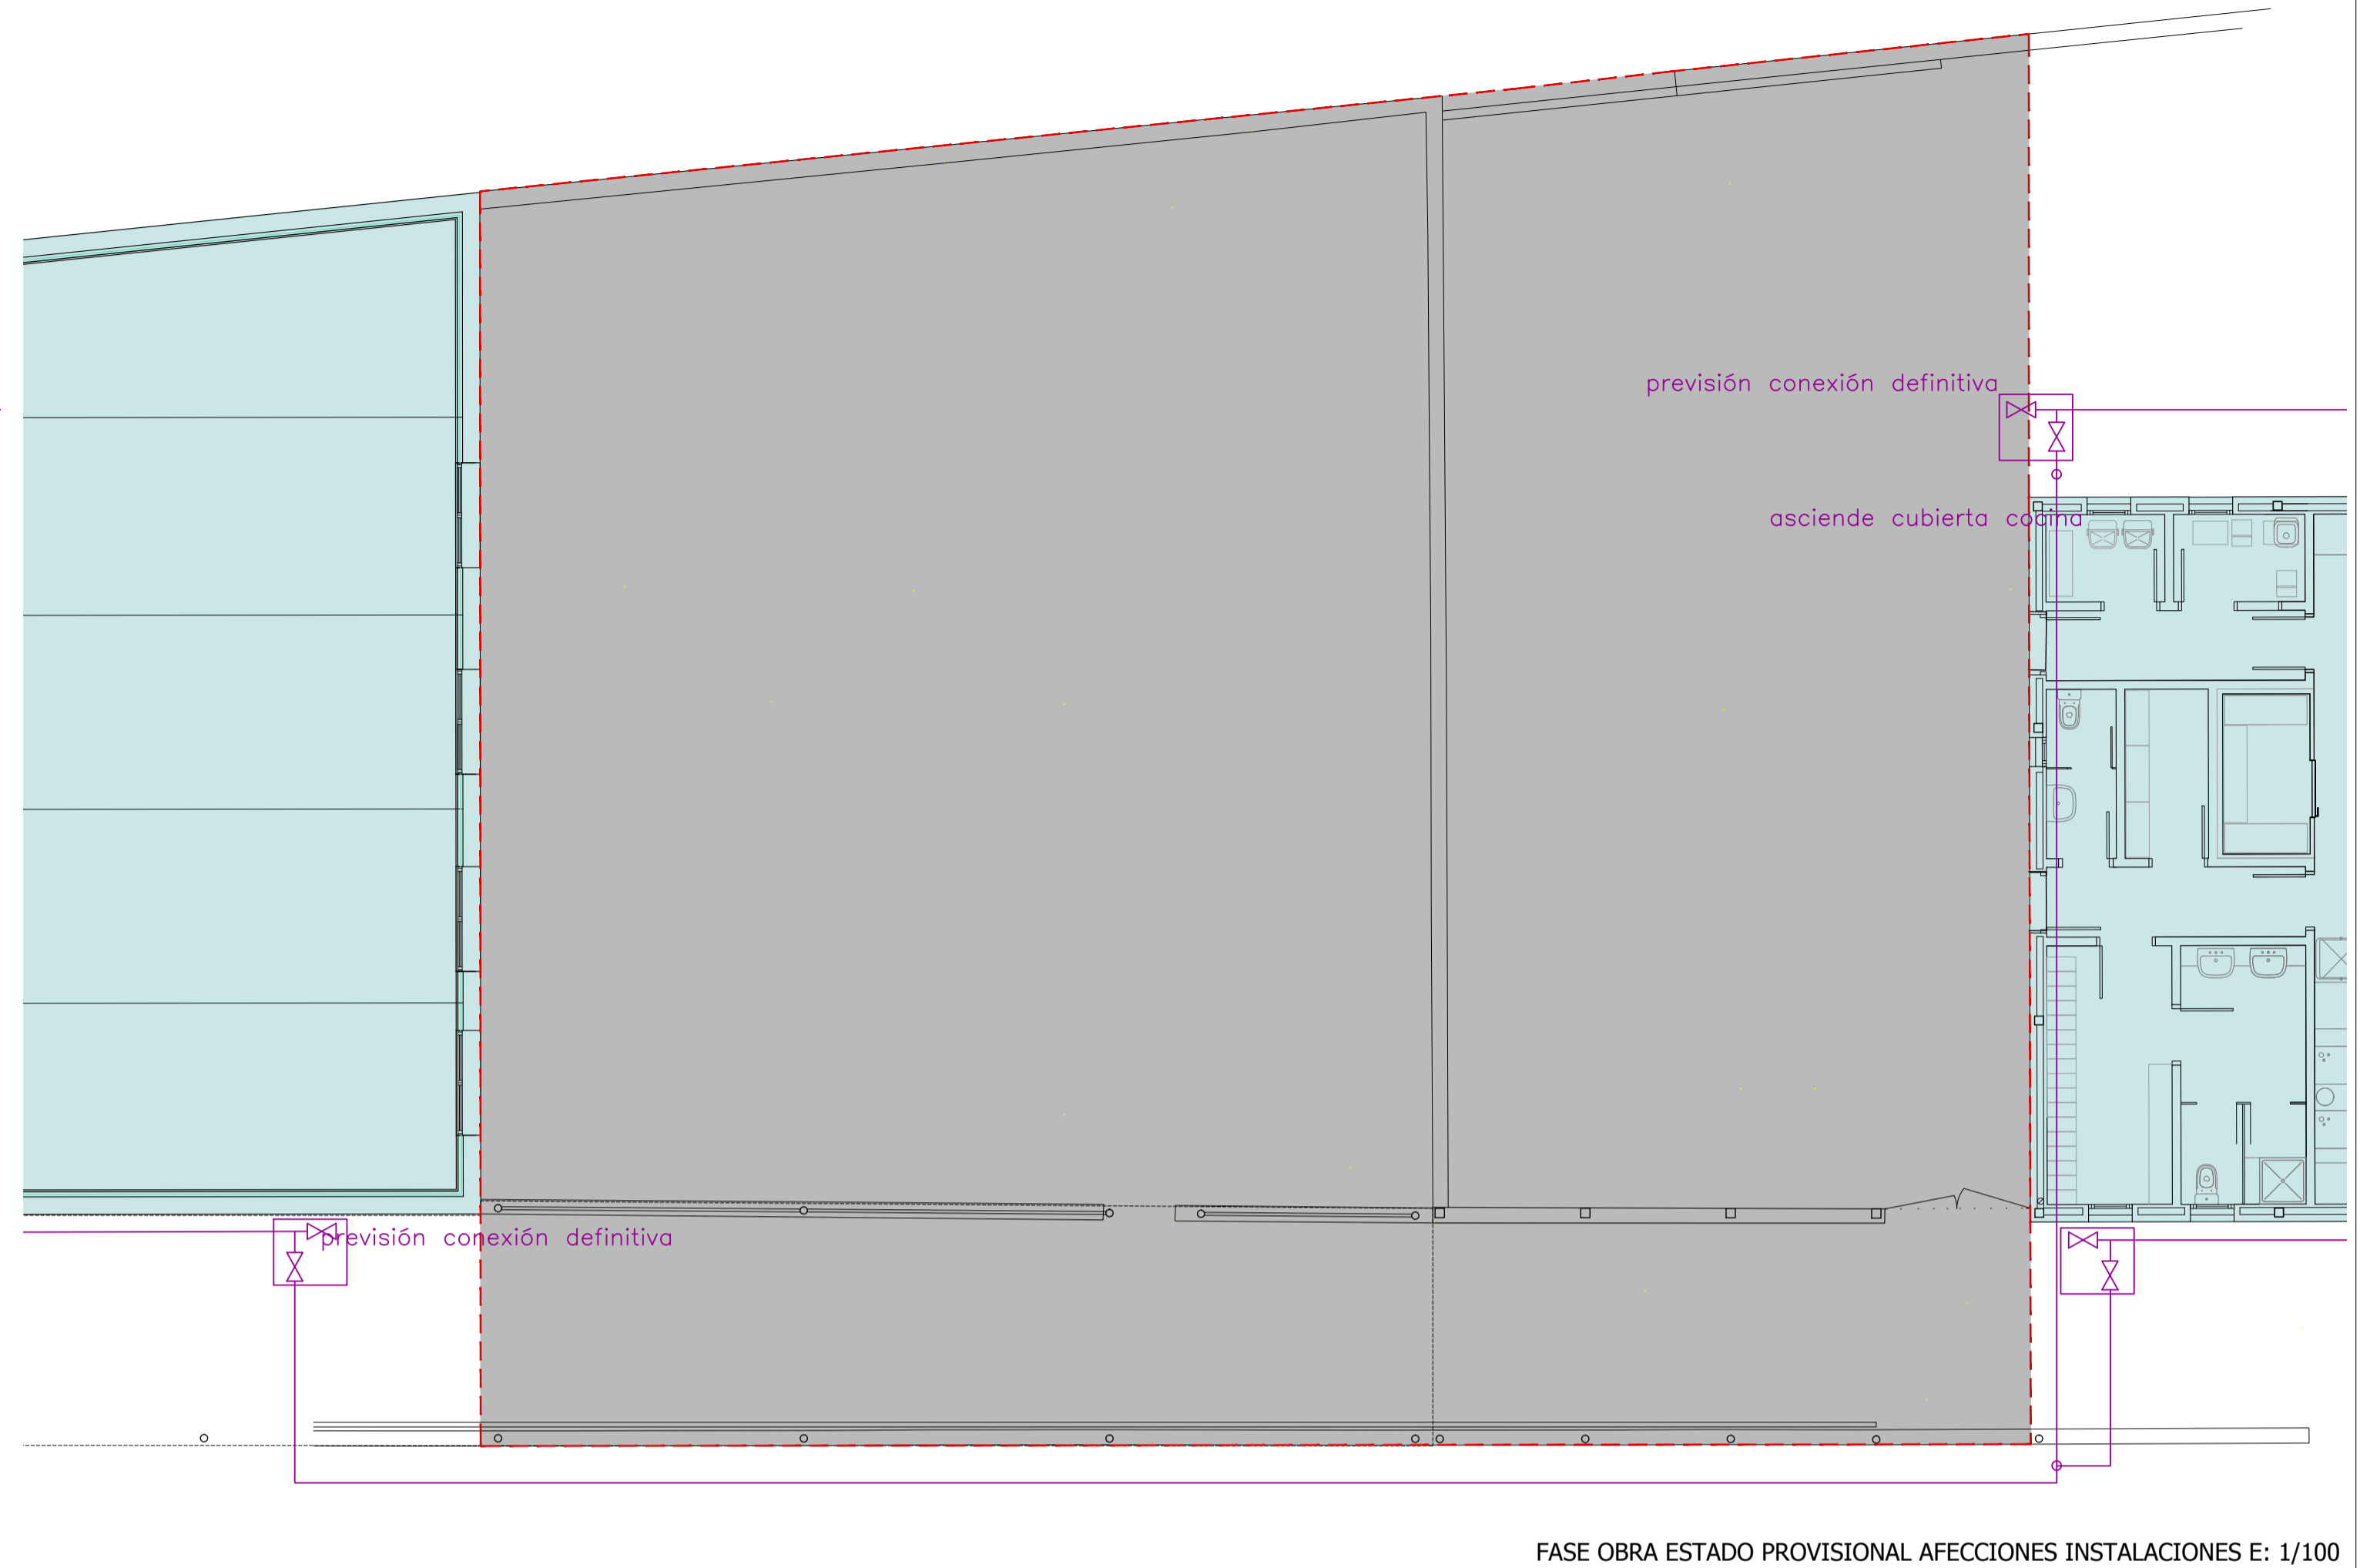 previsión conexión definitiva
asciende cubierta cocina
previsión conexión definitiva
FASE OBRA ESTADO PROVISIONAL AFECCIONES INSTALACIONES E: 1/100